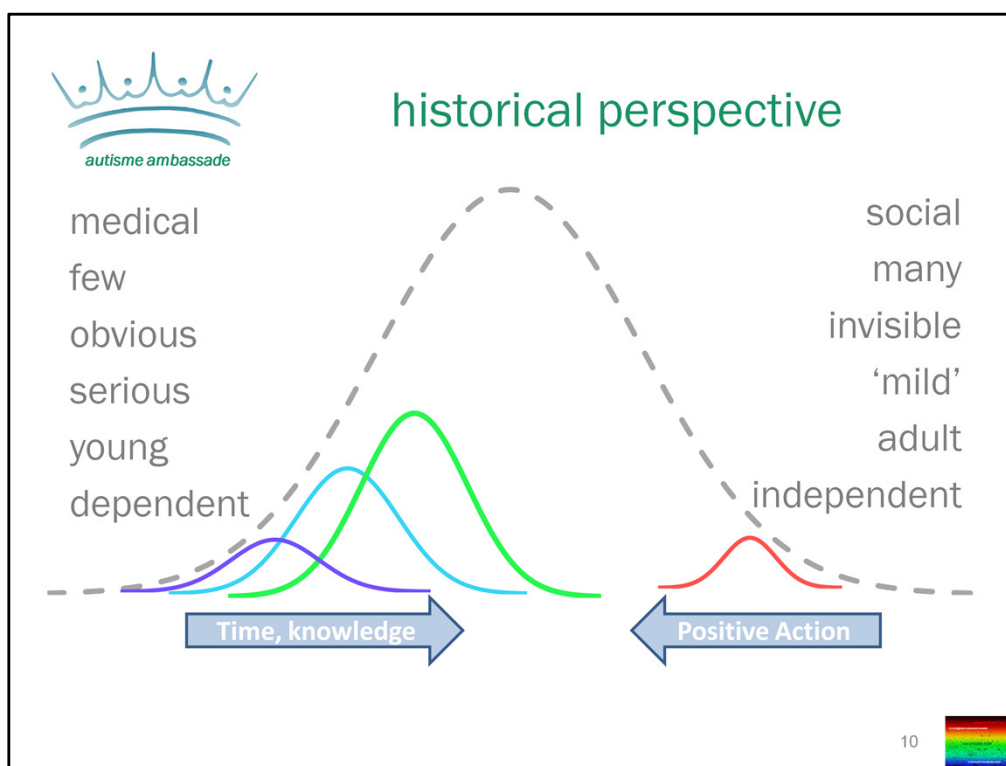 historical perspective
autisme ambassade
medical
few
obvious
serious
young
dependent
social
many
invisible
‘mild’
adult
independent
Time, knowledge
Positive Action
10